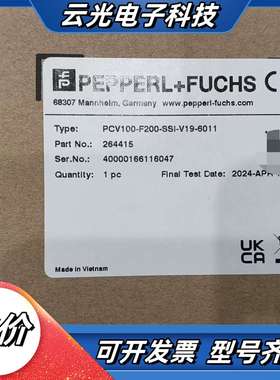 云光电子科技
PEPPERL+FUCHS
68307 Mannheim, Germany www.pepperl-fuchs.com
Type: PCV100-F200-SSI-V19-6011
Part No.: 264415
Ser.No.: 40000166116047
Quantity: 1 pc Final Test Date: 2024-APR
UK
CA
Made in Vietnam
价
可开发票 型号齐